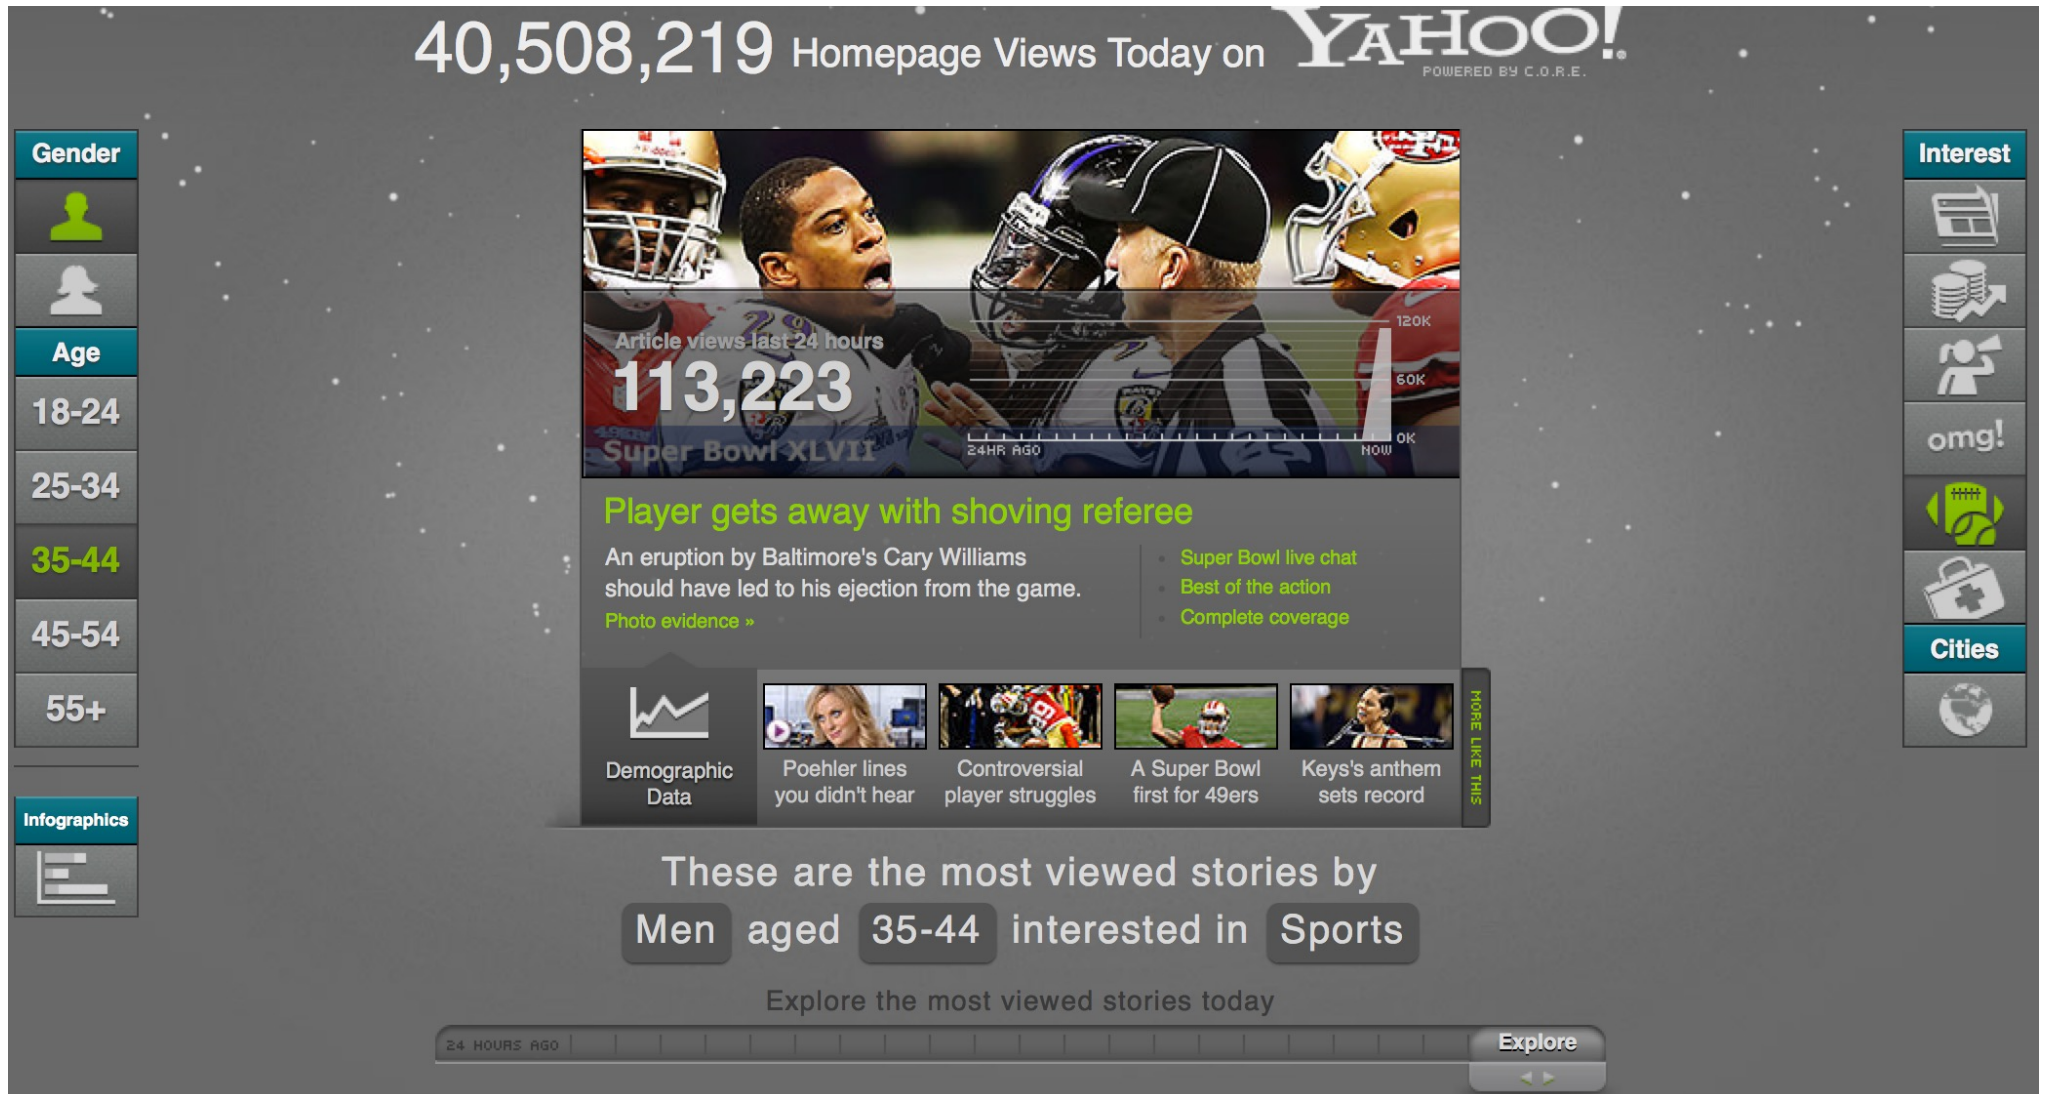 40,508,219 Homepage Views Today on YAHOO!
POWERED BY C.O.R.E.
Gender
Age
18-24
25-34
35-44
45-54
55+
Infographics
Article views last 24 hours
113,223
Super Bowl XLVII
120K
60K
0K
24HR AGO
NOW
29
Player gets away with shoving referee
An eruption by Baltimore's Cary Williams
should have led to his ejection from the game.
Photo evidence »
Super Bowl live chat
Best of the action
Complete coverage
Demographic
Data
Poehler lines
you didn't hear
Controversial
player struggles
A Super Bowl
first for 49ers
Keys's anthem
sets record
MORE LIKE THIS
These are the most viewed stories by
Men aged 35-44 interested in Sports
Explore the most viewed stories today
24 HOURS AGO
Explore
Interest
omg!
Cities